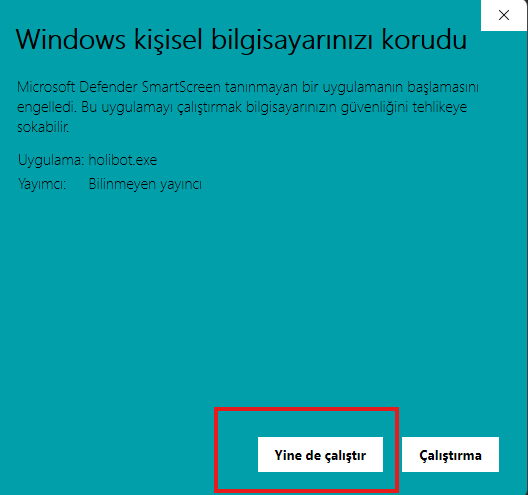 Windows kişisel bilgisayarınızı korudu
Microsoft Defender SmartScreen tanınmayan bir uygulamanın başlamasını
engelledi. Bu uygulamayı çalıştırmak bilgisayarınızın güvenliğini tehlikeye
sokabilir.
Uygulama: holibot.exe
Yayımcı: Bilinmeyen yayıncı
Yine de çalıştır
Çalıştırma